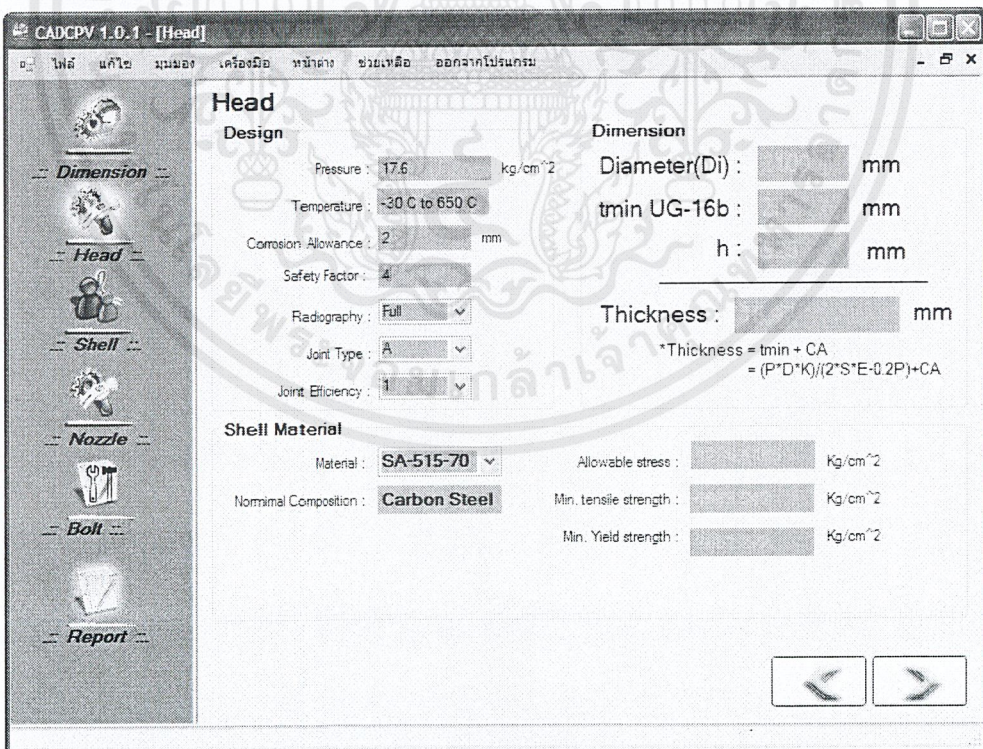 CADCPV 1.0.1 - [Head]
ไฟล์ แก้ไข มุมมอง เครื่องมือ หน้าต่าง ช่วยเหลือ ออกจากโปรแกรม
Dimension
Head
Shell
Nozzle
Bolt
Report
Head
Design
Pressure : 17.6 kg/cm^2
Temperature : -30 C to 650 C
Corrosion Allowance : 2 mm
Safety Factor : 4
Radiography : Full
Joint Type : A
Joint Efficiency : 1
Dimension
Diameter(Di) : mm
tmin UG-16b : mm
h : mm
Thickness : mm
*Thickness = tmin + CA
= (P*D*K)/(2*S*E-0.2P)+CA
Shell Material
Material : SA-515-70
Normimal Composition : Carbon Steel
Allowable stress : Kg/cm^2
Min. tensile strength : Kg/cm^2
Min. Yield strength : Kg/cm^2